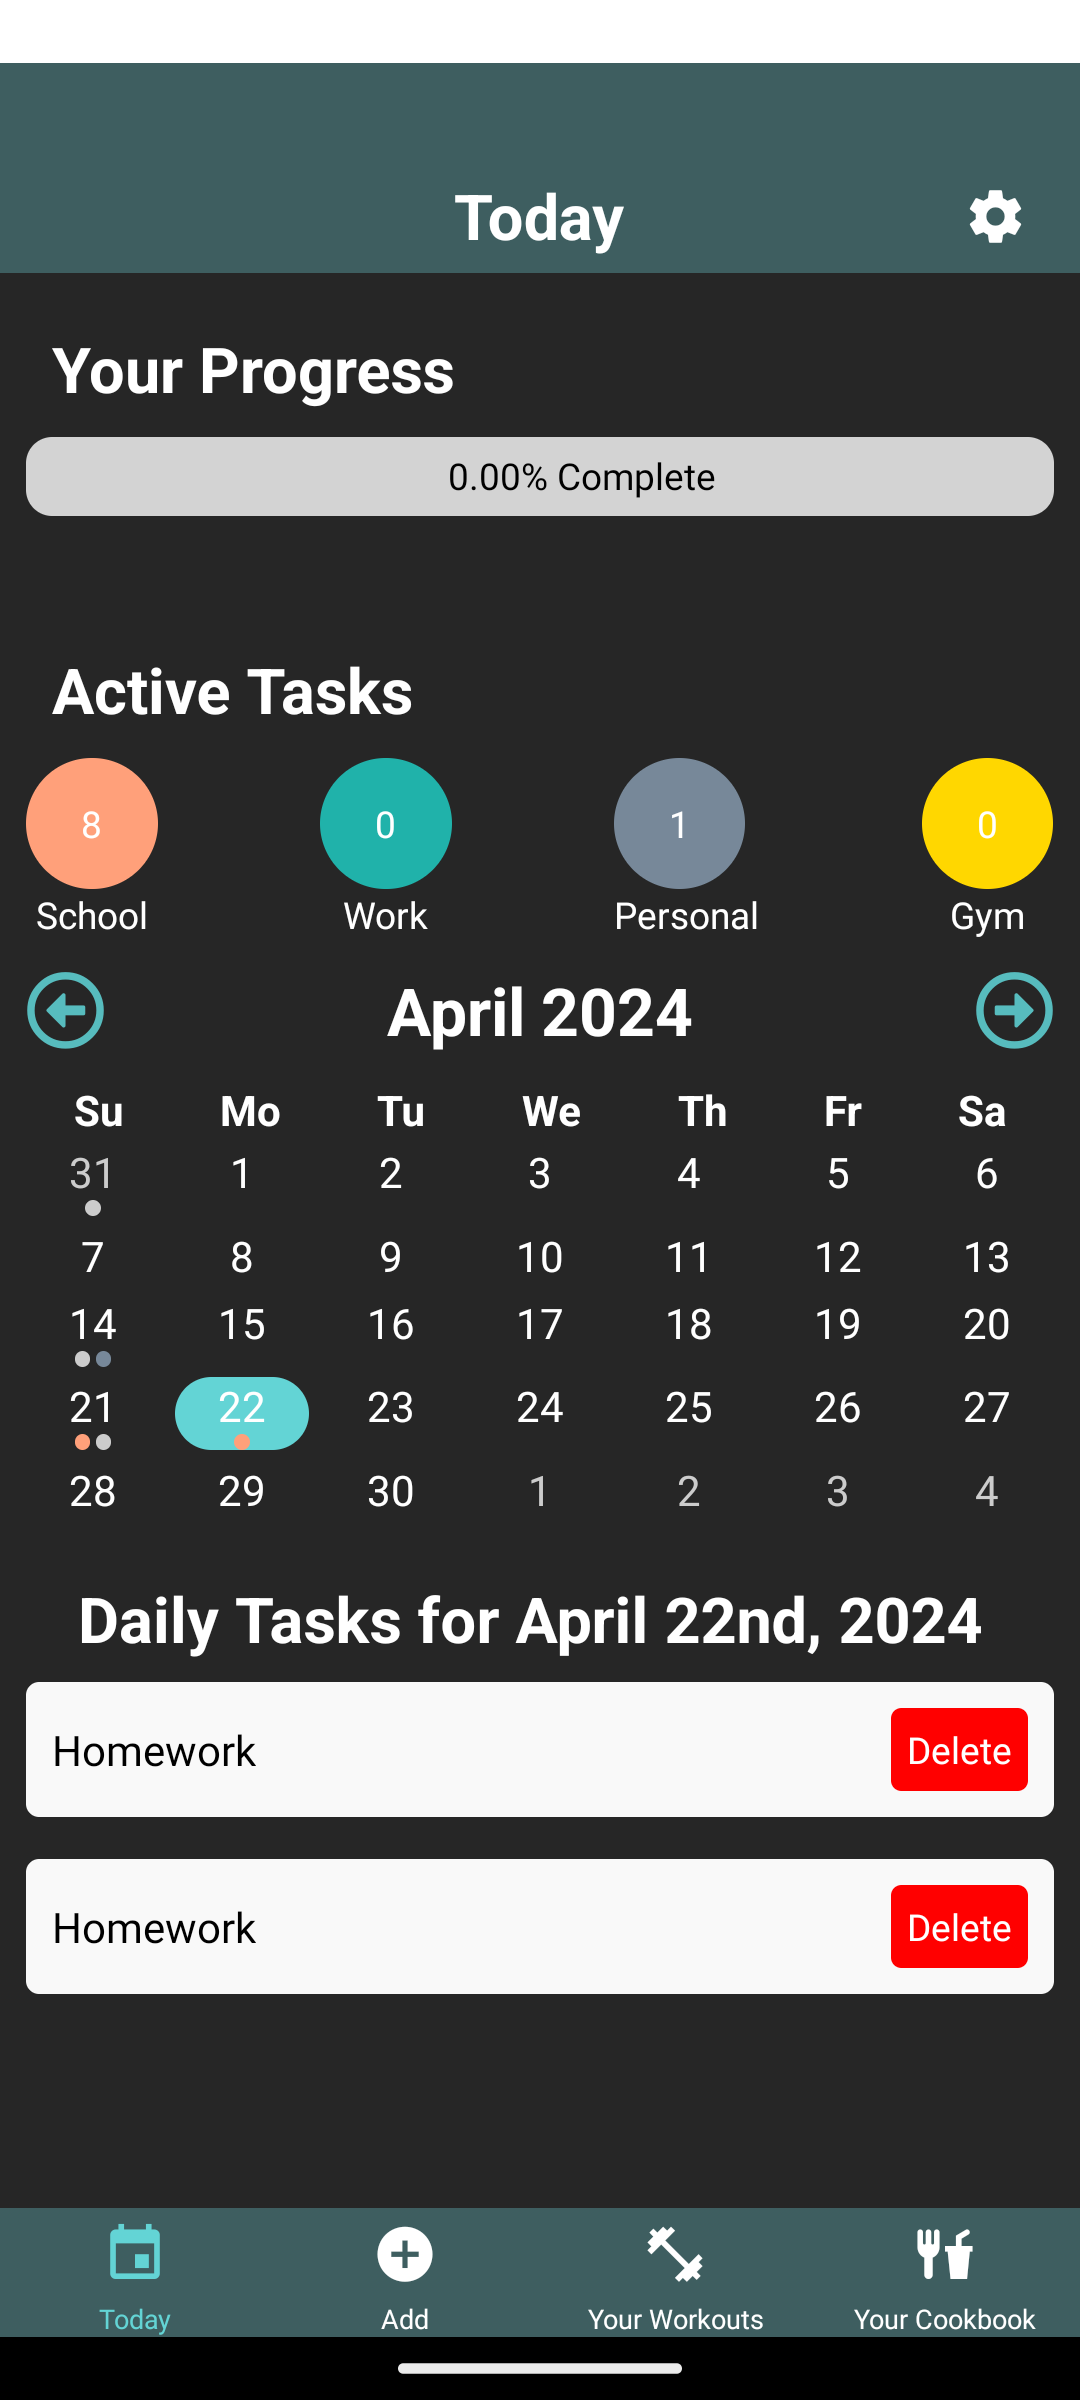 Today
Your Progress
0.00% Complete
Active Tasks
8 0 1 0
School Work Personal Gym
April 2024
Su Mo Tu We Th Fr Sa
31 1 2 3 4 5 6
7 8 9 10 11 12 13
14 15 16 17 18 19 20
21 22 23 24 25 26 27
28 29 30 1 2 3 4
Daily Tasks for April 22nd, 2024
Homework Delete
Homework Delete
Today Add Your Workouts Your Cookbook